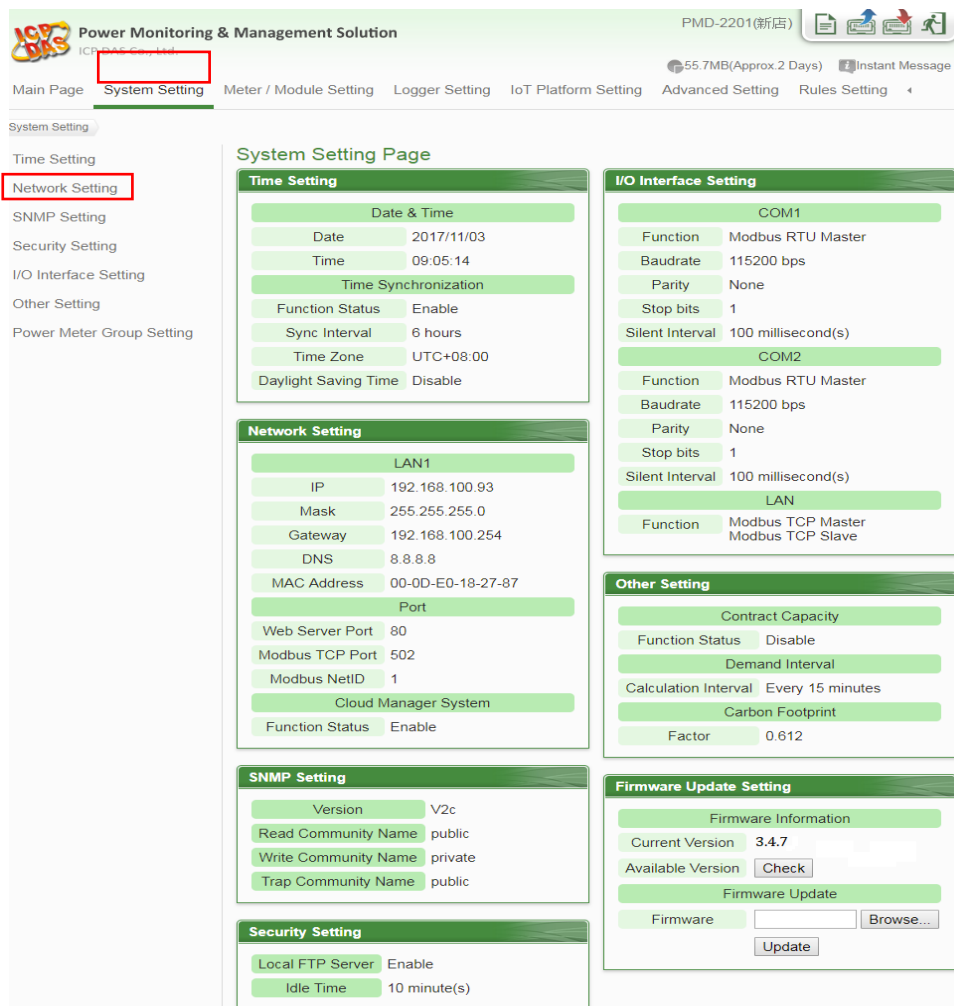 ICP DAS
Power Monitoring & Management Solution
ICP DAS Co., Ltd.
PMD-2201(新店)
55.7MB(Approx.2 Days) Instant Message
Main Page System Setting Meter / Module Setting Logger Setting IoT Platform Setting Advanced Setting Rules Setting
System Setting
Time Setting
Network Setting
SNMP Setting
Security Setting
I/O Interface Setting
Other Setting
Power Meter Group Setting
System Setting Page
Time Setting
Date & Time
Date 2017/11/03
Time 09:05:14
Time Synchronization
Function Status Enable
Sync Interval 6 hours
Time Zone UTC+08:00
Daylight Saving Time Disable
Network Setting
LAN1
IP 192.168.100.93
Mask 255.255.255.0
Gateway 192.168.100.254
DNS 8.8.8.8
MAC Address 00-0D-E0-18-27-87
Port
Web Server Port 80
Modbus TCP Port 502
Modbus NetID 1
Cloud Manager System
Function Status Enable
SNMP Setting
Version V2c
Read Community Name public
Write Community Name private
Trap Community Name public
Security Setting
Local FTP Server Enable
Idle Time 10 minute(s)
I/O Interface Setting
COM1
Function Modbus RTU Master
Baudrate 115200 bps
Parity None
Stop bits 1
Silent Interval 100 millisecond(s)
COM2
Function Modbus RTU Master
Baudrate 115200 bps
Parity None
Stop bits 1
Silent Interval 100 millisecond(s)
LAN
Function Modbus TCP Master
Modbus TCP Slave
Other Setting
Contract Capacity
Function Status Disable
Demand Interval
Calculation Interval Every 15 minutes
Carbon Footprint
Factor 0.612
Firmware Update Setting
Firmware Information
Current Version 3.4.7
Available Version Check
Firmware Update
Firmware Browse...
Update